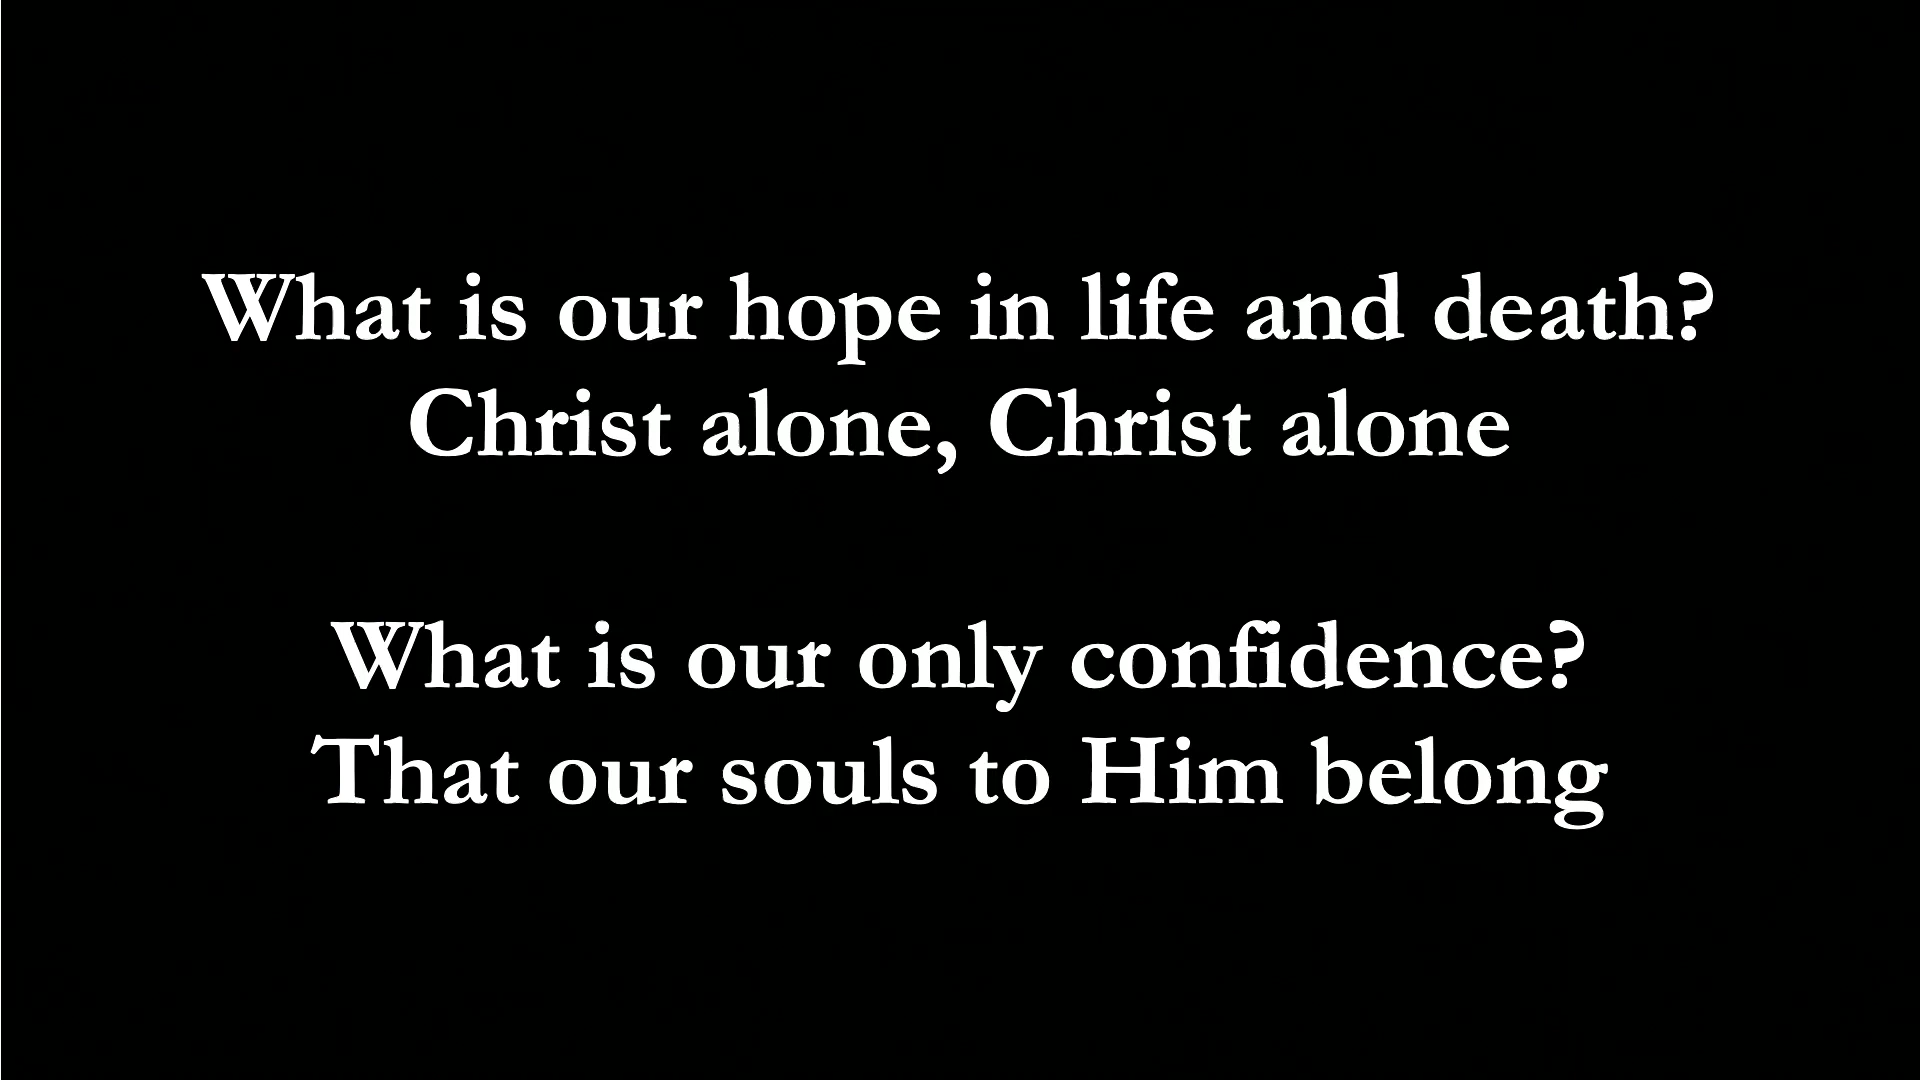 What is our hope in life and death?
Christ alone, Christ alone
What is our only confidence?
That our souls to Him belong